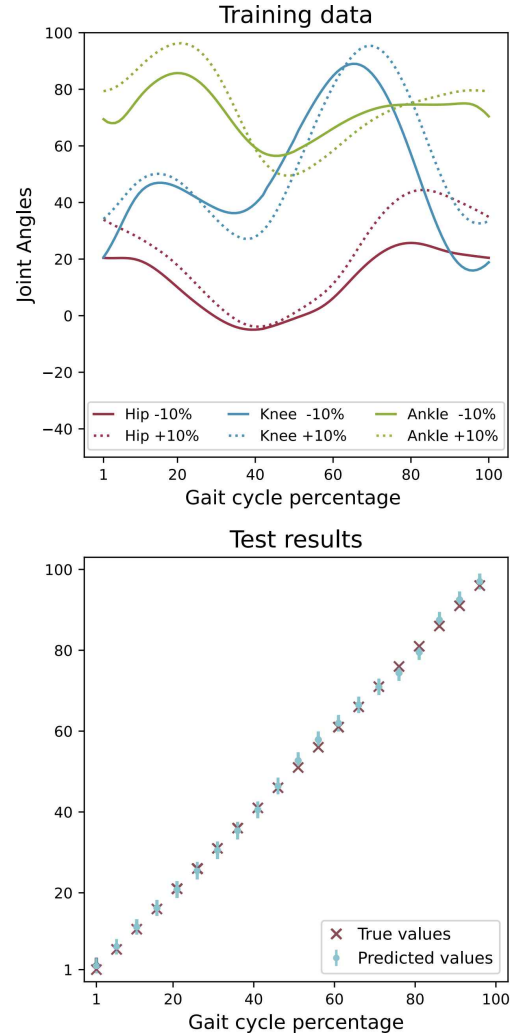 Training data
100
80
60
40
20
0
−20
−40
Joint Angles
Hip -10% Knee -10% Ankle -10%
Hip +10% Knee +10% Ankle +10%
1 20 40 60 80 100
Gait cycle percentage
Test results
100
80
60
40
20
1
True values
Predicted values
1 20 40 60 80 100
Gait cycle percentage